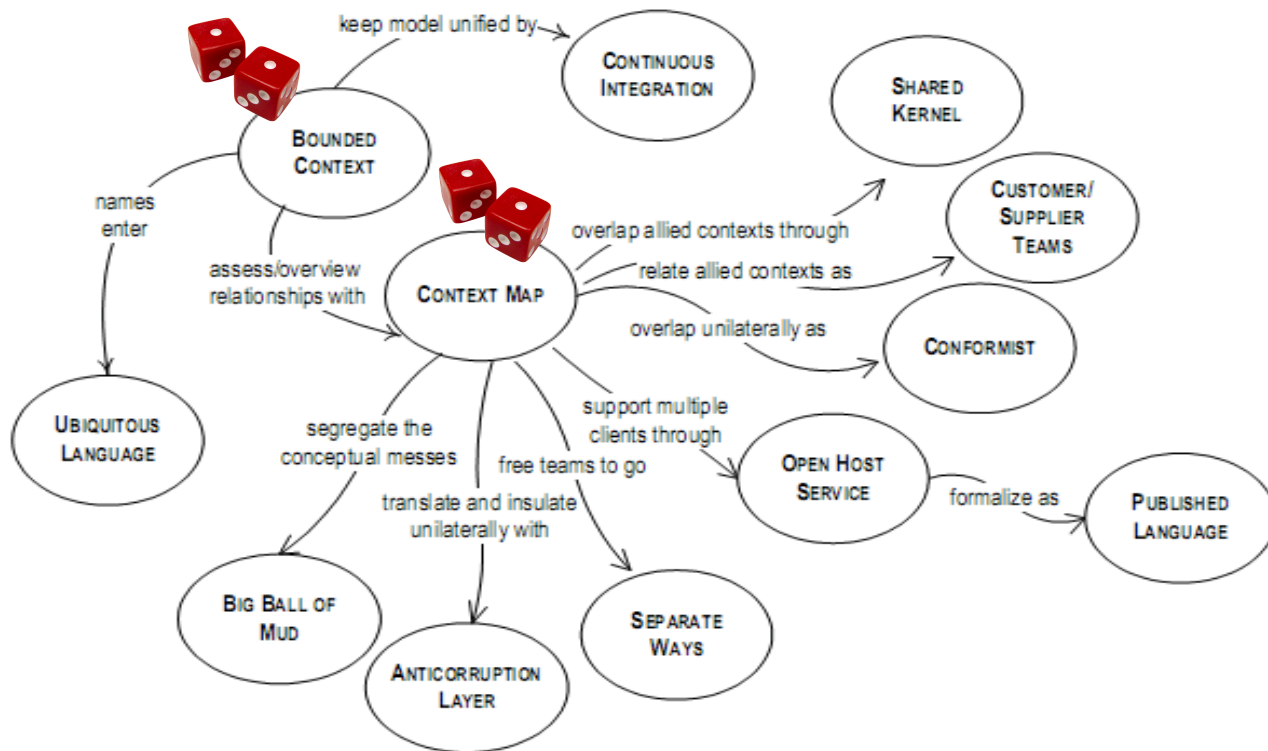 keep model unified by
CONTINUOUS
INTEGRATION
SHARED
KERNEL
BOUNDED
CONTEXT
names
enter
CUSTOMER/
SUPPLIER
TEAMS
overlap allied contexts through
assess/overview
relationships with
relate allied contexts as
CONTEXT MAP
overlap unilaterally as
CONFORMIST
UBIQUITOUS
LANGUAGE
segregate the
conceptual messes
support multiple
clients through
free teams to go
OPEN HOST
SERVICE
formalize as
PUBLISHED
LANGUAGE
translate and insulate
unilaterally with
BIG BALL OF
MUD
SEPARATE
WAYS
ANTICORRUPTION
LAYER